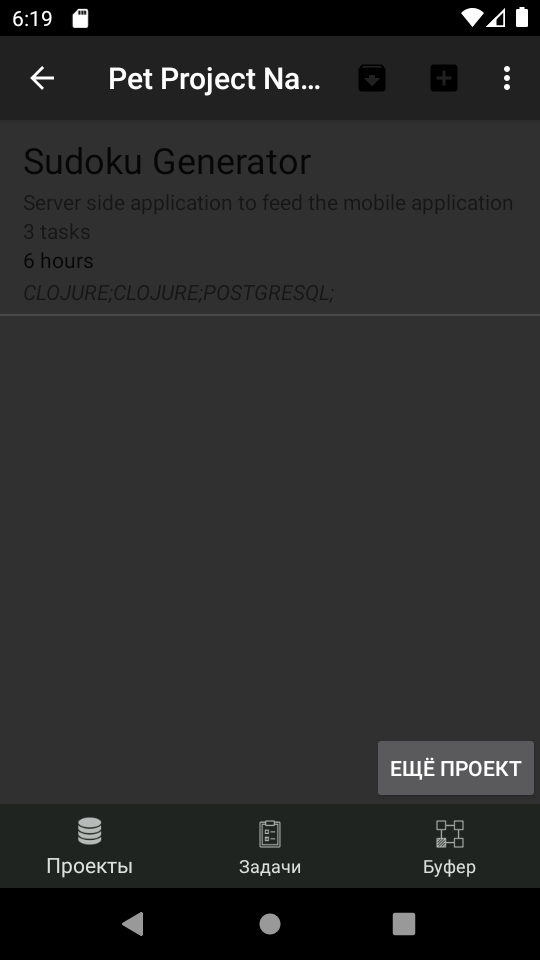 6:19
Pet Project Na...
Sudoku Generator
Server side application to feed the mobile application
3 tasks
6 hours
CLOJURE;CLOJURE;POSTGRESQL;
ЕЩЁ ПРОЕКТ
Проекты
Задачи
Буфер